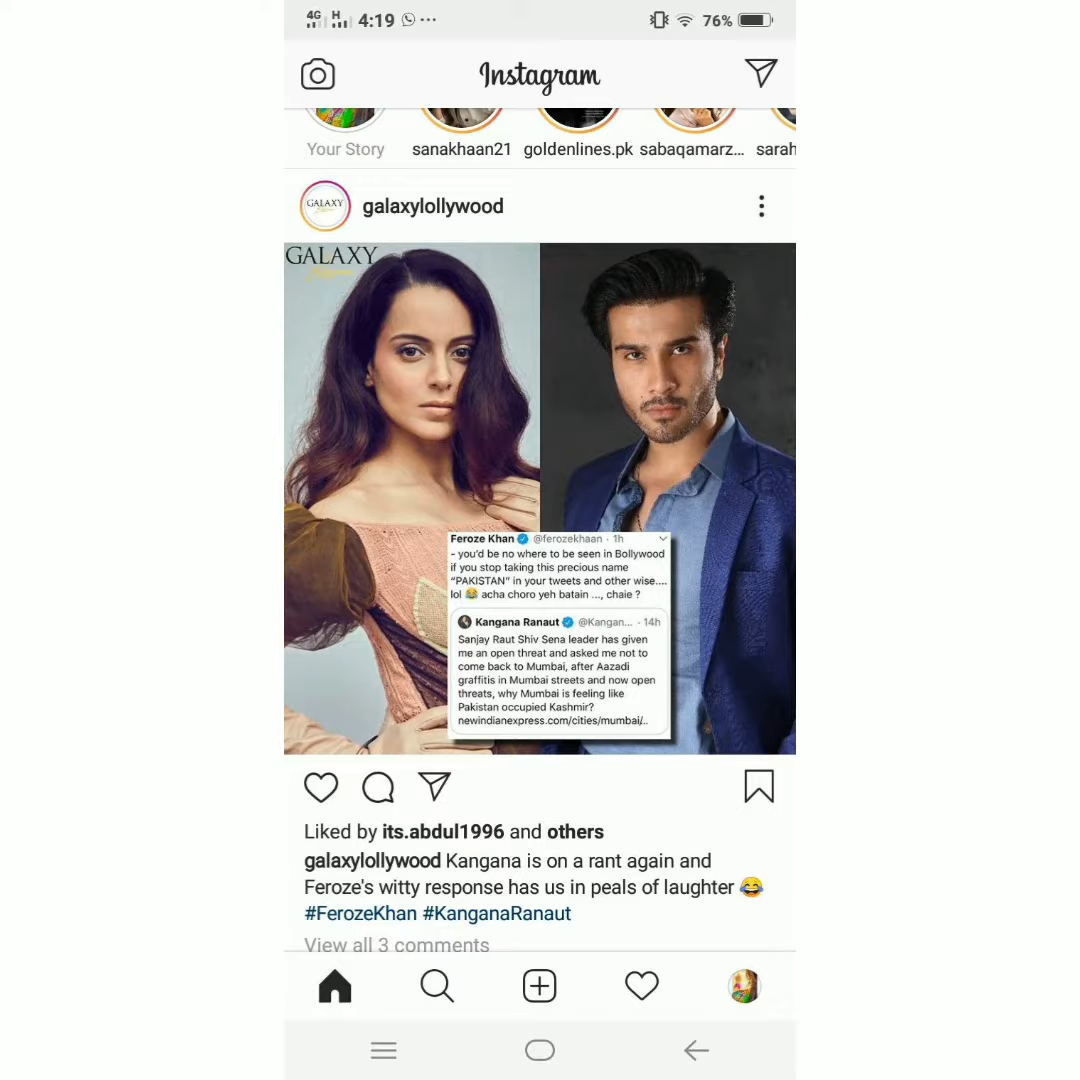 4G H 4:19 ... 76%
Instagram
Your Story sanakhaan21 goldenlines.pk sabaqamarz... sarah
GALAXY galaxylollywood
GALAXY
Feroze Khan @ferozekhaan · 1h
- you'd be no where to be seen in Bollywood
if you stop taking this precious name
"PAKISTAN" in your tweets and other wise....
lol 😂 acha choro yeh batain ..., chaie ?
Kangana Ranaut @Kangan... · 14h
Sanjay Raut Shiv Sena leader has given
me an open threat and asked me not to
come back to Mumbai, after Aazadi
graffitis in Mumbai streets and now open
threats, why Mumbai is feeling like
Pakistan occupied Kashmir?
newindianexpress.com/cities/mumbai/..
Liked by its.abdul1996 and others
galaxylollywood Kangana is on a rant again and
Feroze's witty response has us in peals of laughter 😂
#FerozeKhan #KanganaRanaut
View all 3 comments